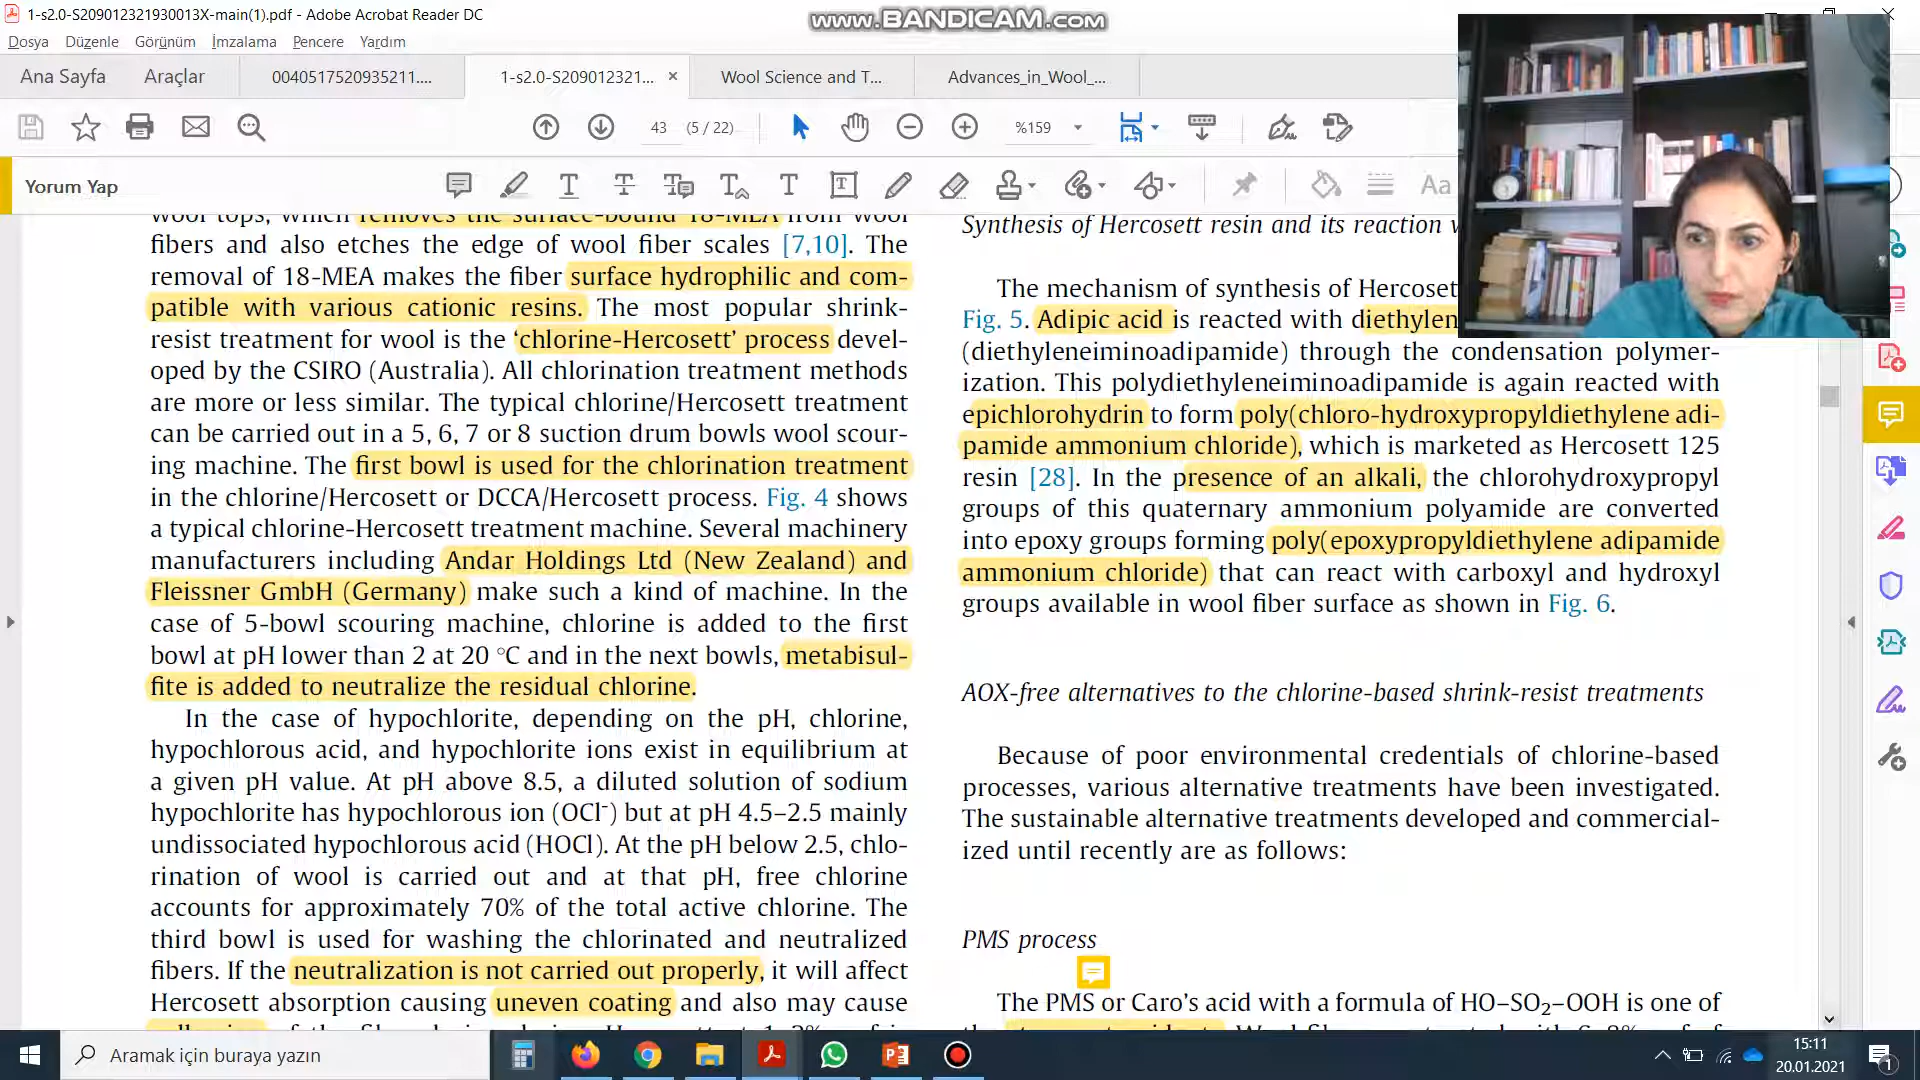 1-s2.0-S209012321930013X-main(1).pdf - Adobe Acrobat Reader DC
www.BANDICAM.com
Dosya Düzenle Görünüm İmzalama Pencere Yardım
Ana Sayfa Araçlar 0040517520935211.... 1-s2.0-S209012321... Wool Science and T... Advances_in_Wool_...
43 (5 / 22) %159
Yorum Yap
Aa
wool tops, which removes the surface-bound 18-MEA from wool
fibers and also etches the edge of wool fiber scales [7,10]. The
removal of 18-MEA makes the fiber surface hydrophilic and com-
patible with various cationic resins. The most popular shrink-
resist treatment for wool is the ‘chlorine-Hercosett’ process devel-
oped by the CSIRO (Australia). All chlorination treatment methods
are more or less similar. The typical chlorine/Hercosett treatment
can be carried out in a 5, 6, 7 or 8 suction drum bowls wool scour-
ing machine. The first bowl is used for the chlorination treatment
in the chlorine/Hercosett or DCCA/Hercosett process. Fig. 4 shows
a typical chlorine-Hercosett treatment machine. Several machinery
manufacturers including Andar Holdings Ltd (New Zealand) and
Fleissner GmbH (Germany) make such a kind of machine. In the
case of 5-bowl scouring machine, chlorine is added to the first
bowl at pH lower than 2 at 20 °C and in the next bowls, metabisul-
fite is added to neutralize the residual chlorine.
In the case of hypochlorite, depending on the pH, chlorine,
hypochlorous acid, and hypochlorite ions exist in equilibrium at
a given pH value. At pH above 8.5, a diluted solution of sodium
hypochlorite has hypochlorous ion (OCl⁻) but at pH 4.5–2.5 mainly
undissociated hypochlorous acid (HOCl). At the pH below 2.5, chlo-
rination of wool is carried out and at that pH, free chlorine
accounts for approximately 70% of the total active chlorine. The
third bowl is used for washing the chlorinated and neutralized
fibers. If the neutralization is not carried out properly, it will affect
Hercosett absorption causing uneven coating and also may cause
Synthesis of Hercosett resin and its reaction
The mechanism of synthesis of Hercosett
Fig. 5. Adipic acid is reacted with diethylen
(diethyleneiminoadipamide) through the condensation polymer-
ization. This polydiethyleneiminoadipamide is again reacted with
epichlorohydrin to form poly(chloro-hydroxypropyldiethylene adi-
pamide ammonium chloride), which is marketed as Hercosett 125
resin [28]. In the presence of an alkali, the chlorohydroxypropyl
groups of this quaternary ammonium polyamide are converted
into epoxy groups forming poly(epoxypropyldiethylene adipamide
ammonium chloride) that can react with carboxyl and hydroxyl
groups available in wool fiber surface as shown in Fig. 6.
AOX-free alternatives to the chlorine-based shrink-resist treatments
Because of poor environmental credentials of chlorine-based
processes, various alternative treatments have been investigated.
The sustainable alternative treatments developed and commercial-
ized until recently are as follows:
PMS process
The PMS or Caro’s acid with a formula of HO–SO₂–OOH is one of
Aramak için buraya yazın
15:11
20.01.2021
1